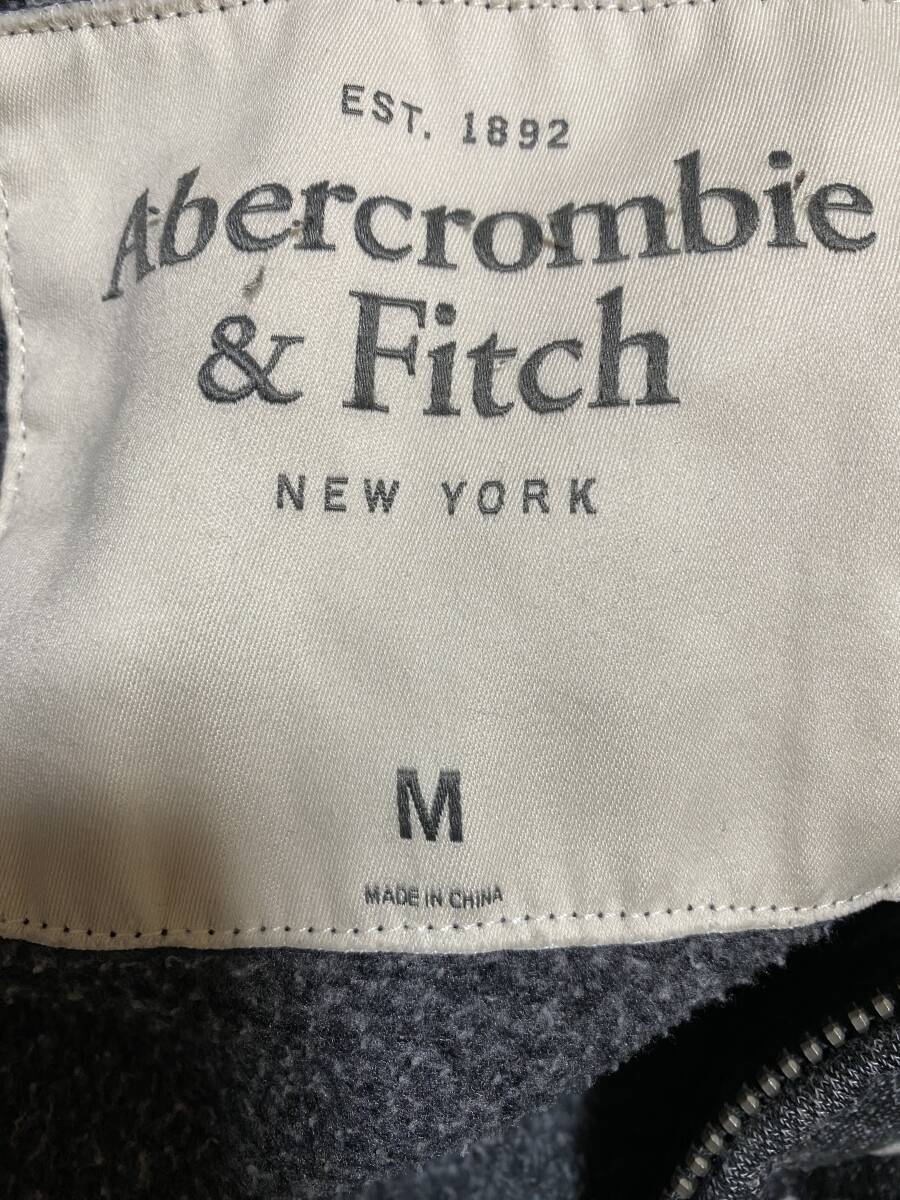 EST. 1892
Abercrombie
& Fitch
NEW YORK
M
MADE IN CHINA